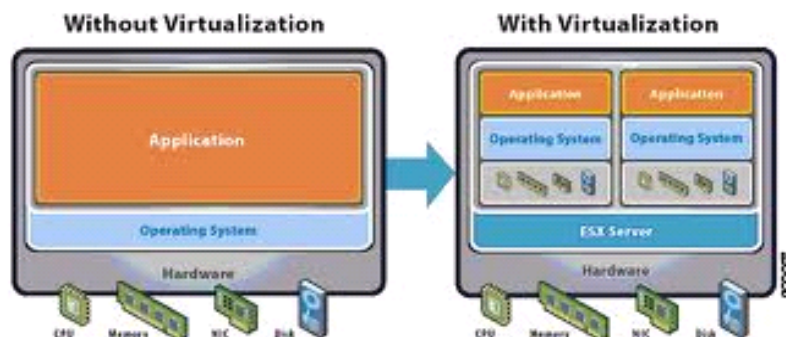 Without Virtualization
With Virtualization
Application
Operating System
Hardware
CPU
Memory
NIC
Disk
Application
Application
Operating System
Operating System
ESX Server
Hardware
CPU
Memory
NIC
Disk